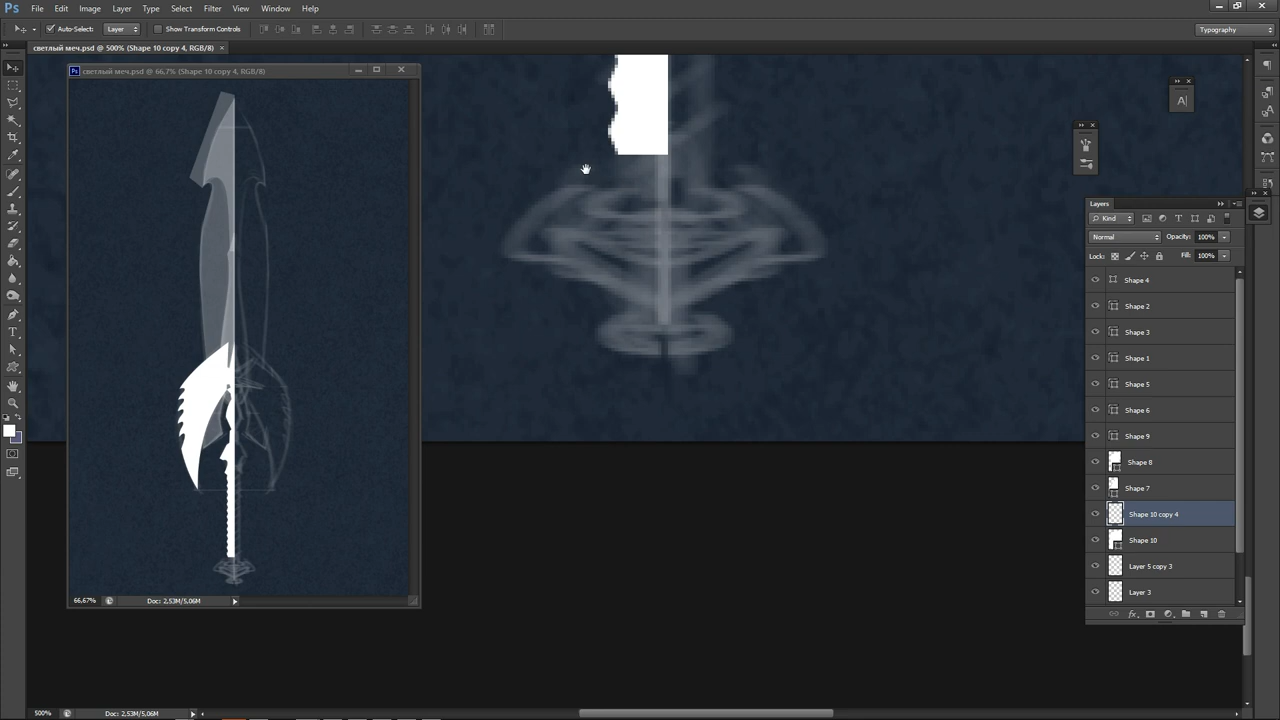 Ps File Edit Image Layer Type Select Filter View Window Help
Auto-Select: Layer Show Transform Controls Typography
светлый меч.psd @ 500% (Shape 10 copy 4, RGB/8) ×
Ps светлый меч.psd @ 66,7% (Shape 10 copy 4, RGB/8)
A
Layers
Kind
Normal Opacity: 100%
Lock: Fill: 100%
Shape 4
Shape 2
Shape 3
Shape 1
Shape 5
Shape 6
Shape 9
Shape 8
Shape 7
Shape 10 copy 4
Shape 10
Layer 5 copy 3
Layer 3
fx
66,67% Doc: 2,53M/5,06M
500% Doc: 2,53M/5,06M